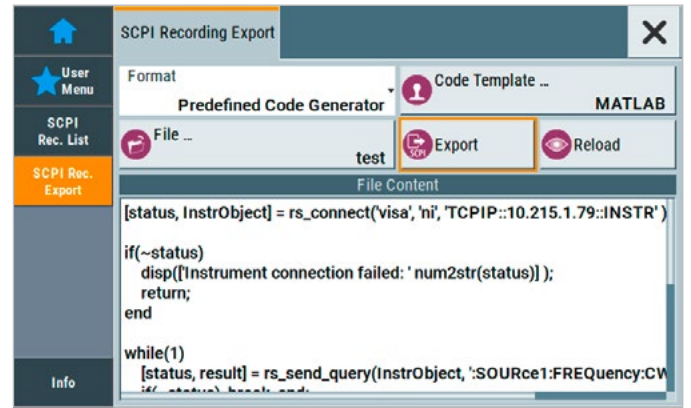 SCPI Recording Export
User
Menu
SCPI
Rec. List
SCPI Rec.
Export
Info
Format
Predefined Code Generator
Code Template ...
MATLAB
File ...
test
SCPI
Export
Reload
File Content
[status, InstrObject] = rs_connect('visa', 'ni', 'TCPIP::10.215.1.79::INSTR' )
if(~status)
disp(['Instrument connection failed: ' num2str(status)] );
return;
end
while(1)
[status, result] = rs_send_query(InstrObject, ':SOURce1:FREQuency:CW